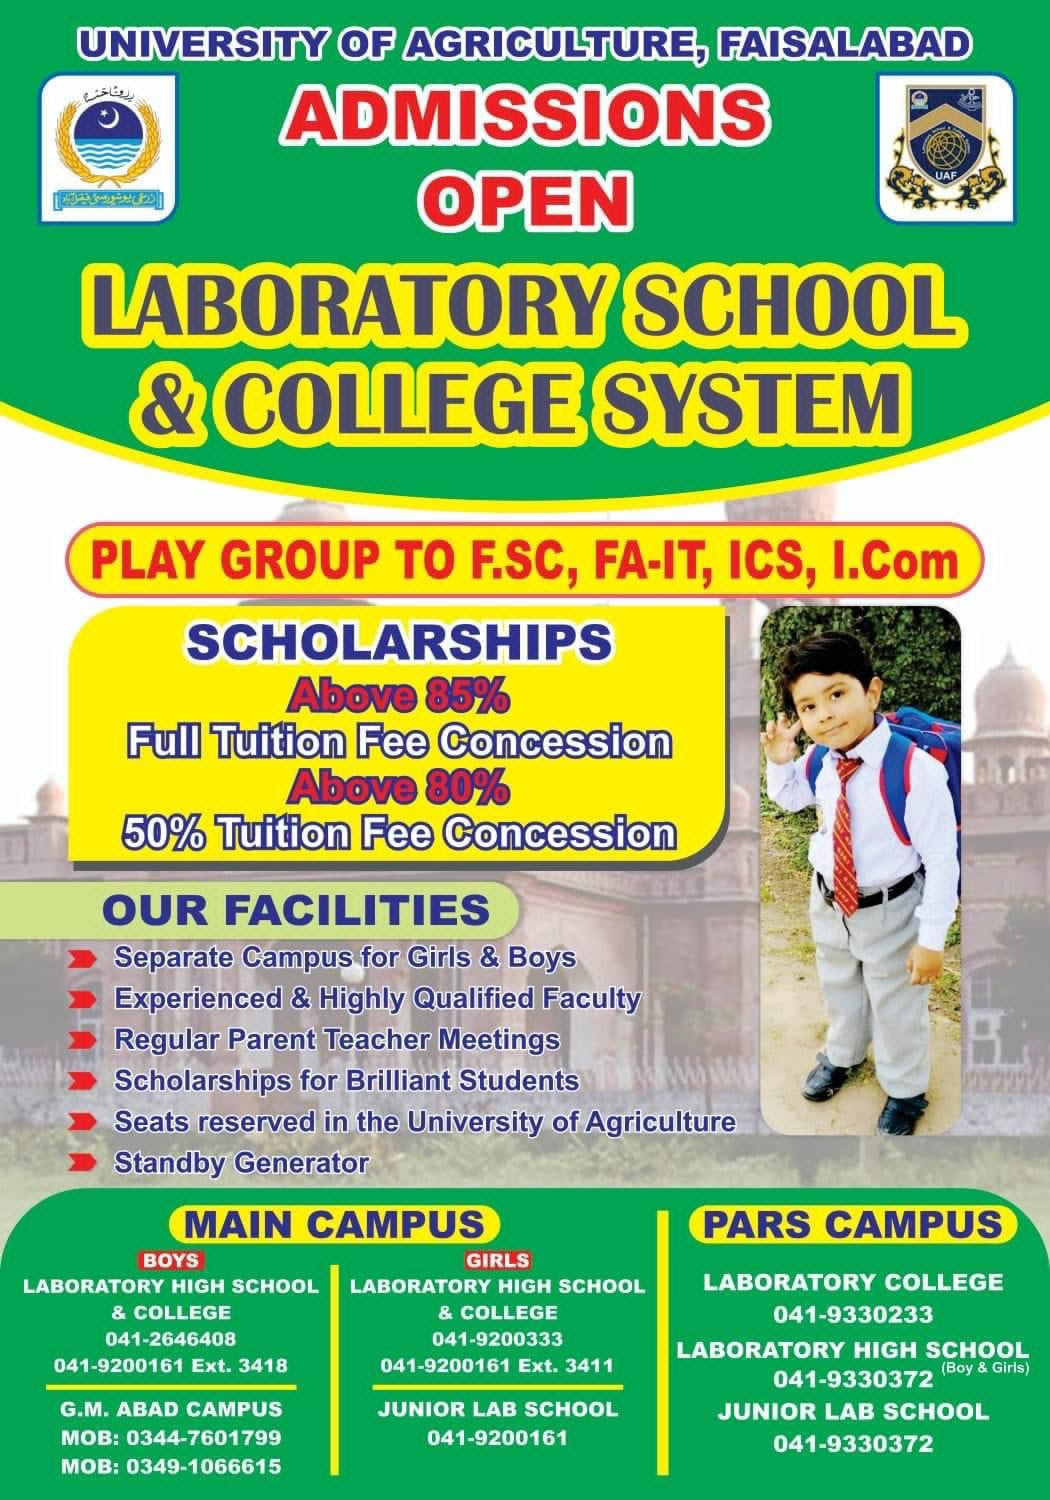 UNIVERSITY OF AGRICULTURE, FAISALABAD
ADMISSIONS
OPEN
زرعی یونیورسٹی فیصل آباد
UAF
LABORATORY SCHOOL
& COLLEGE SYSTEM
PLAY GROUP TO F.SC, FA-IT, ICS, I.Com
SCHOLARSHIPS
Above 85%
Full Tuition Fee Concession
Above 80%
50% Tuition Fee Concession
OUR FACILITIES
Separate Campus for Girls & Boys
Experienced & Highly Qualified Faculty
Regular Parent Teacher Meetings
Scholarships for Brilliant Students
Seats reserved in the University of Agriculture
Standby Generator
MAIN CAMPUS
BOYS
LABORATORY HIGH SCHOOL
& COLLEGE
041-2646408
041-9200161 Ext. 3418
G.M. ABAD CAMPUS
MOB: 0344-7601799
MOB: 0349-1066615
GIRLS
LABORATORY HIGH SCHOOL
& COLLEGE
041-9200333
041-9200161 Ext. 3411
JUNIOR LAB SCHOOL
041-9200161
PARS CAMPUS
LABORATORY COLLEGE
041-9330233
LABORATORY HIGH SCHOOL
(Boy & Girls)
041-9330372
JUNIOR LAB SCHOOL
041-9330372